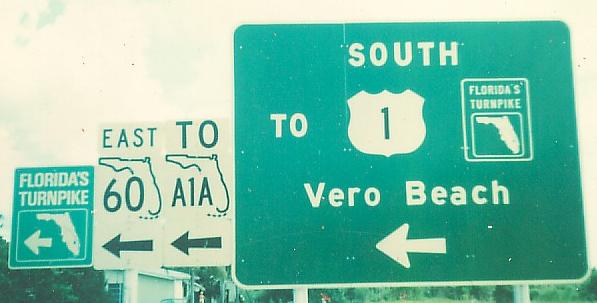 FLORIDA'S
TURNPIKE
EAST
60
TO
A1A
SOUTH
TO 1
FLORIDA'S
TURNPIKE
Vero Beach